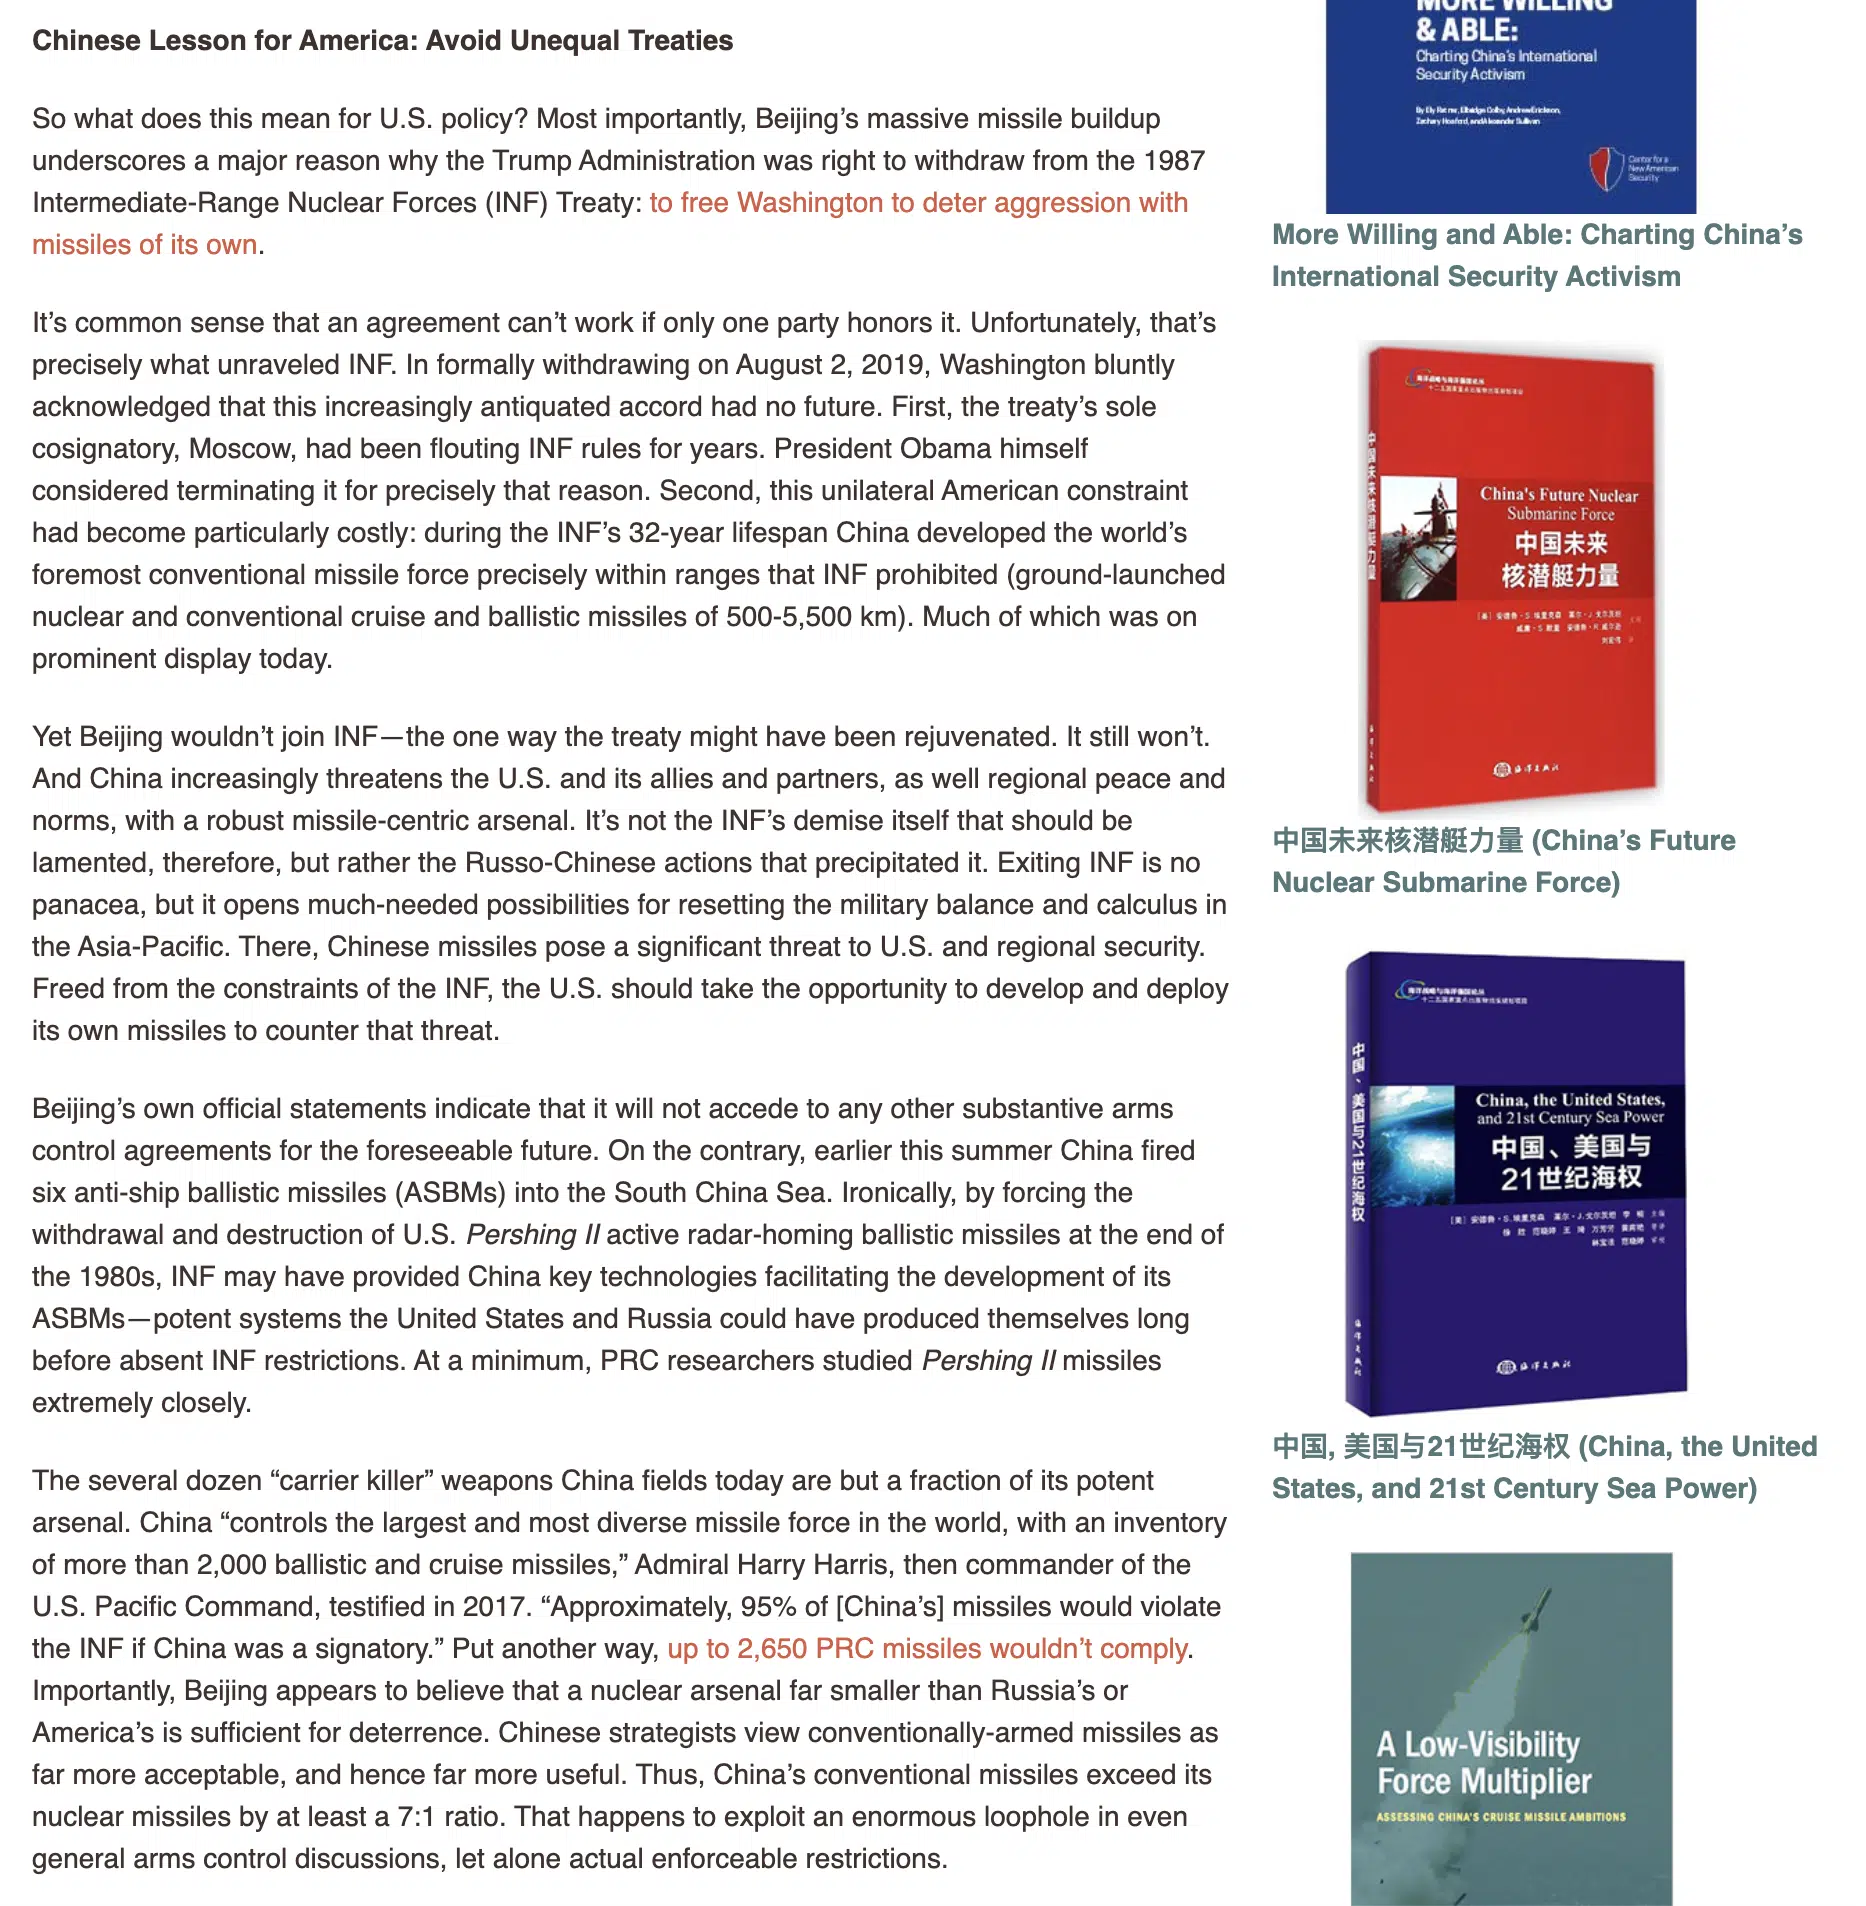 Chinese Lesson for America: Avoid Unequal Treaties
So what does this mean for U.S. policy? Most importantly, Beijing’s massive missile buildup
underscores a major reason why the Trump Administration was right to withdraw from the 1987
Intermediate-Range Nuclear Forces (INF) Treaty: to free Washington to deter aggression with
missiles of its own.
It’s common sense that an agreement can’t work if only one party honors it. Unfortunately, that’s
precisely what unraveled INF. In formally withdrawing on August 2, 2019, Washington bluntly
acknowledged that this increasingly antiquated accord had no future. First, the treaty’s sole
cosignatory, Moscow, had been flouting INF rules for years. President Obama himself
considered terminating it for precisely that reason. Second, this unilateral American constraint
had become particularly costly: during the INF’s 32-year lifespan China developed the world’s
foremost conventional missile force precisely within ranges that INF prohibited (ground-launched
nuclear and conventional cruise and ballistic missiles of 500-5,500 km). Much of which was on
prominent display today.
Yet Beijing wouldn’t join INF—the one way the treaty might have been rejuvenated. It still won’t.
And China increasingly threatens the U.S. and its allies and partners, as well regional peace and
norms, with a robust missile-centric arsenal. It’s not the INF’s demise itself that should be
lamented, therefore, but rather the Russo-Chinese actions that precipitated it. Exiting INF is no
panacea, but it opens much-needed possibilities for resetting the military balance and calculus in
the Asia-Pacific. There, Chinese missiles pose a significant threat to U.S. and regional security.
Freed from the constraints of the INF, the U.S. should take the opportunity to develop and deploy
its own missiles to counter that threat.
Beijing’s own official statements indicate that it will not accede to any other substantive arms
control agreements for the foreseeable future. On the contrary, earlier this summer China fired
six anti-ship ballistic missiles (ASBMs) into the South China Sea. Ironically, by forcing the
withdrawal and destruction of U.S. Pershing II active radar-homing ballistic missiles at the end of
the 1980s, INF may have provided China key technologies facilitating the development of its
ASBMs—potent systems the United States and Russia could have produced themselves long
before absent INF restrictions. At a minimum, PRC researchers studied Pershing II missiles
extremely closely.
The several dozen “carrier killer” weapons China fields today are but a fraction of its potent
arsenal. China “controls the largest and most diverse missile force in the world, with an inventory
of more than 2,000 ballistic and cruise missiles,” Admiral Harry Harris, then commander of the
U.S. Pacific Command, testified in 2017. “Approximately, 95% of [China’s] missiles would violate
the INF if China was a signatory.” Put another way, up to 2,650 PRC missiles wouldn’t comply.
Importantly, Beijing appears to believe that a nuclear arsenal far smaller than Russia’s or
America’s is sufficient for deterrence. Chinese strategists view conventionally-armed missiles as
far more acceptable, and hence far more useful. Thus, China’s conventional missiles exceed its
nuclear missiles by at least a 7:1 ratio. That happens to exploit an enormous loophole in even
general arms control discussions, let alone actual enforceable restrictions.
MORE WILLING
& ABLE:
Charting China’s International
Security Activism
Center for a
New American
Security
More Willing and Able: Charting China’s
International Security Activism
中国未来核潜艇力量
China's Future Nuclear
Submarine Force
中国未来
核潜艇力量
中国未来核潜艇力量 (China’s Future
Nuclear Submarine Force)
中国、美国与21世纪海权
China, the United States,
and 21st Century Sea Power
中国、美国与
21世纪海权
中国, 美国与21世纪海权 (China, the United
States, and 21st Century Sea Power)
A Low-Visibility
Force Multiplier
ASSESSING CHINA’S CRUISE MISSILE AMBITIONS